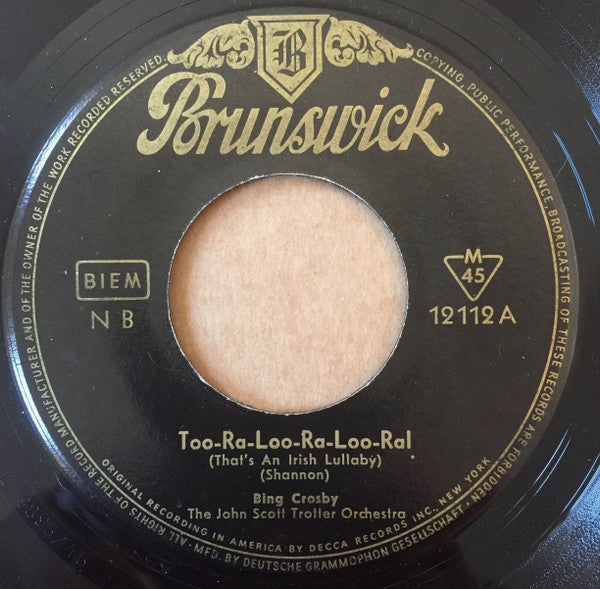 B
Brunswick
BIEM
NB
M
45
12112 A
Too-Ra-Loo-Ra-Loo-Ral
(That's An Irish Lullaby)
(Shannon)
Bing Crosby
The John Scott Trotter Orchestra
ORIGINAL RECORDING IN AMERICA BY DECCA RECORDS INC. NEW YORK
ALL RIGHTS OF THE RECORD MANUFACTURER AND OF THE OWNER OF THE WORK RECORDED RESERVED. COPYING, PUBLIC PERFORMANCE, BROADCASTING OF THESE RECORDS ARE FORBIDDEN
· MFD. BY DEUTSCHE GRAMMOPHON GESELLSCHAFT ·